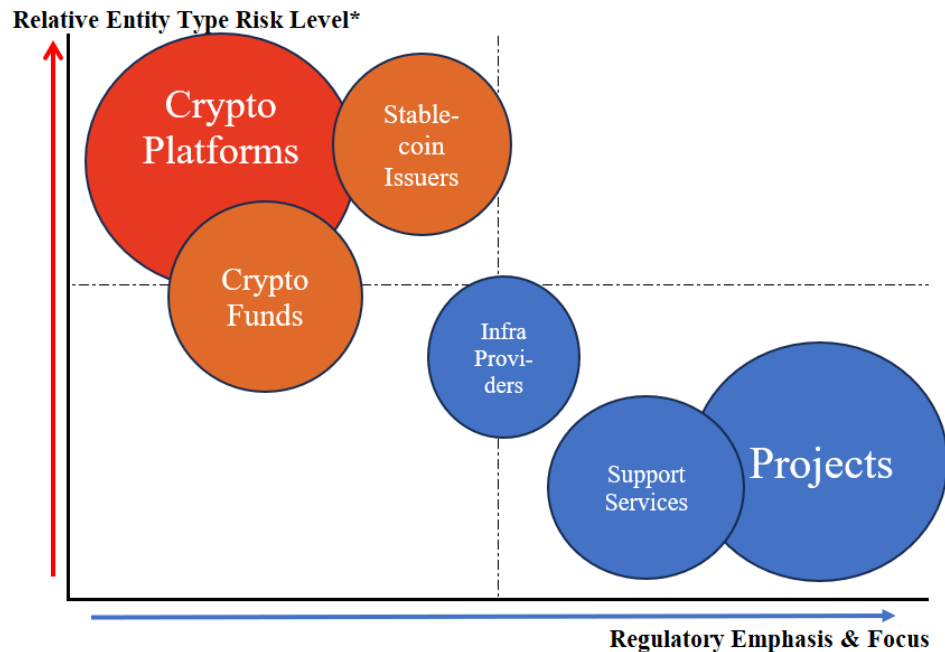 Relative Entity Type Risk Level*
Crypto
Platforms
Stable-
coin
Issuers
Crypto
Funds
Infra
Provi-
ders
Support
Services
Projects
Regulatory Emphasis & Focus